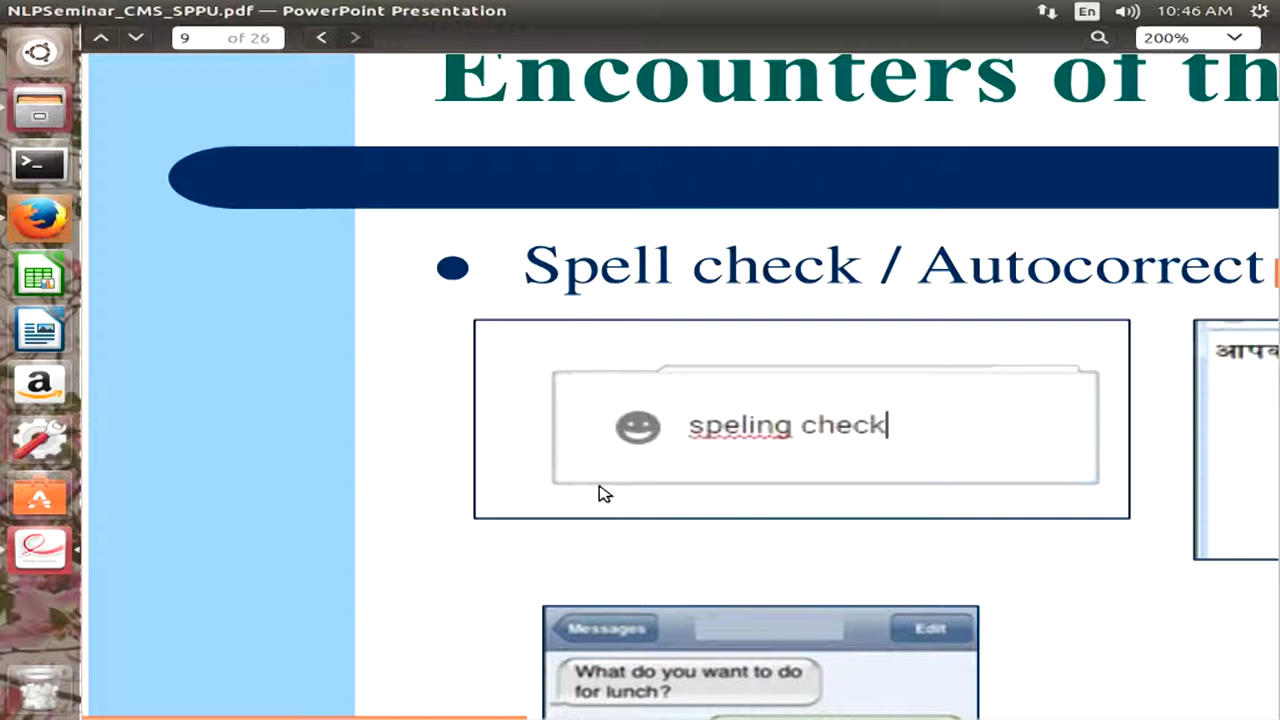 NLPSeminar_CMS_SPPU.pdf — PowerPoint Presentation
En
10:46 AM
9 of 26
200%
Encounters of th
Spell check / Autocorrect
speling check
आपक
Messages
Edit
What do you want to do
for lunch?